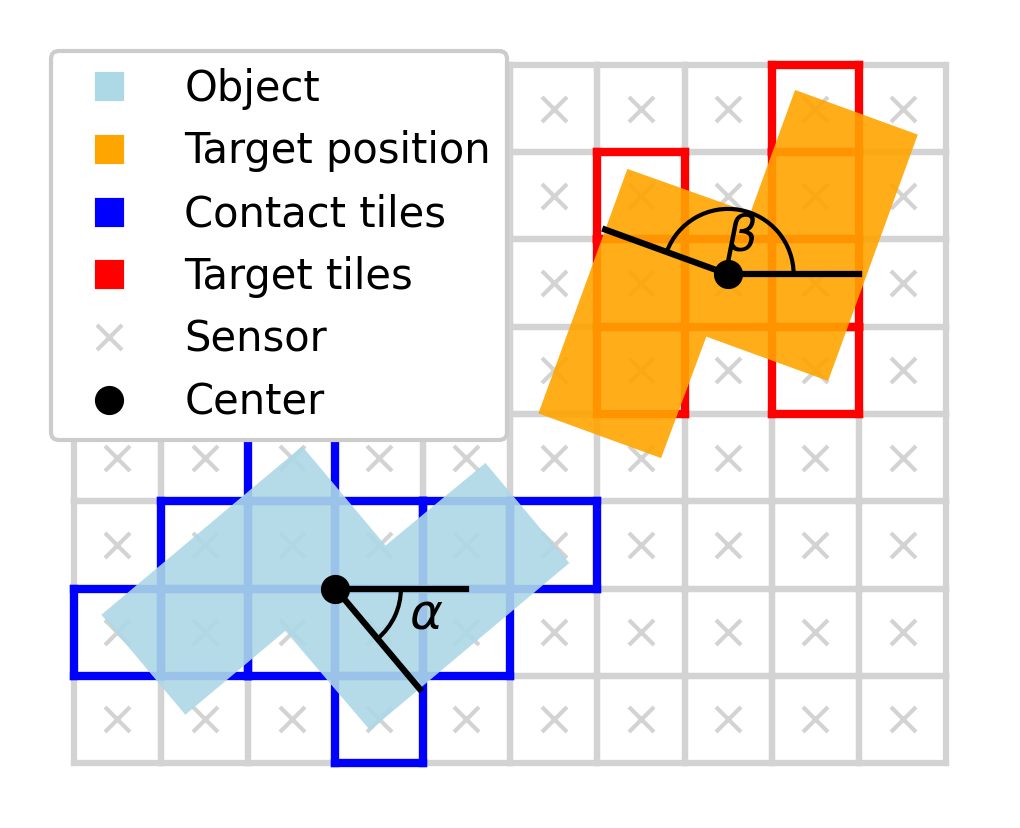 Object
Target position
Contact tiles
Target tiles
Sensor
Center
β
α